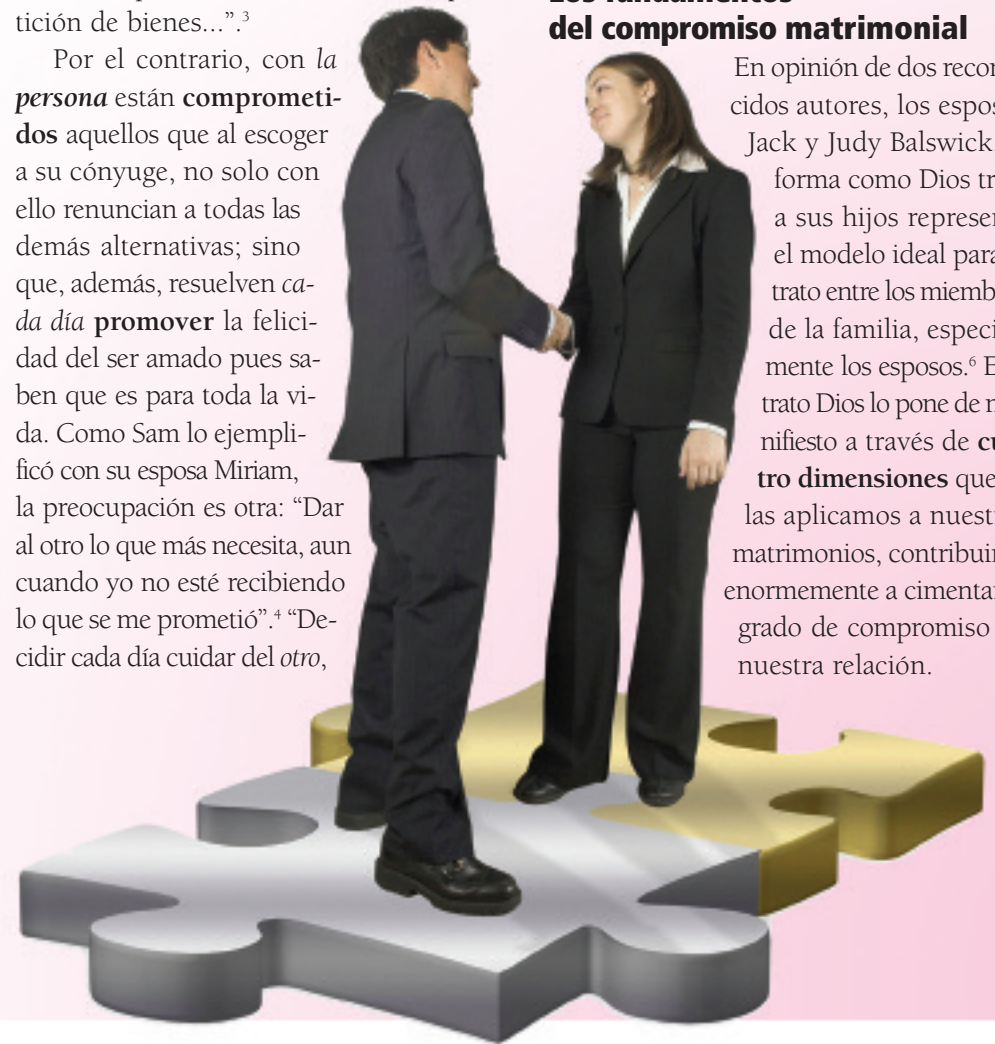 tición de bienes...”.³
Por el contrario, con la
persona están comprometi-
dos aquellos que al escoger
a su cónyuge, no solo con
ello renuncian a todas las
demás alternativas; sino
que, además, resuelven ca-
da día promover la felici-
dad del ser amado pues sa-
ben que es para toda la vi-
da. Como Sam lo ejempli-
ficó con su esposa Miriam,
la preocupación es otra: “Dar
al otro lo que más necesita, aun
cuando yo no esté recibiendo
lo que se me prometió”.⁴ “De-
cidir cada día cuidar del otro,
del compromiso matrimonial
En opinión de dos recon
cidos autores, los espos
Jack y Judy Balswick
forma como Dios tr
a sus hijos represen
el modelo ideal para
trato entre los miemb
de la familia, especi
mente los esposos.⁶ E
trato Dios lo pone de m
nifiesto a través de cu
tro dimensiones que
las aplicamos a nuestr
matrimonios, contribuir
enormemente a cimentar
grado de compromiso
nuestra relación.